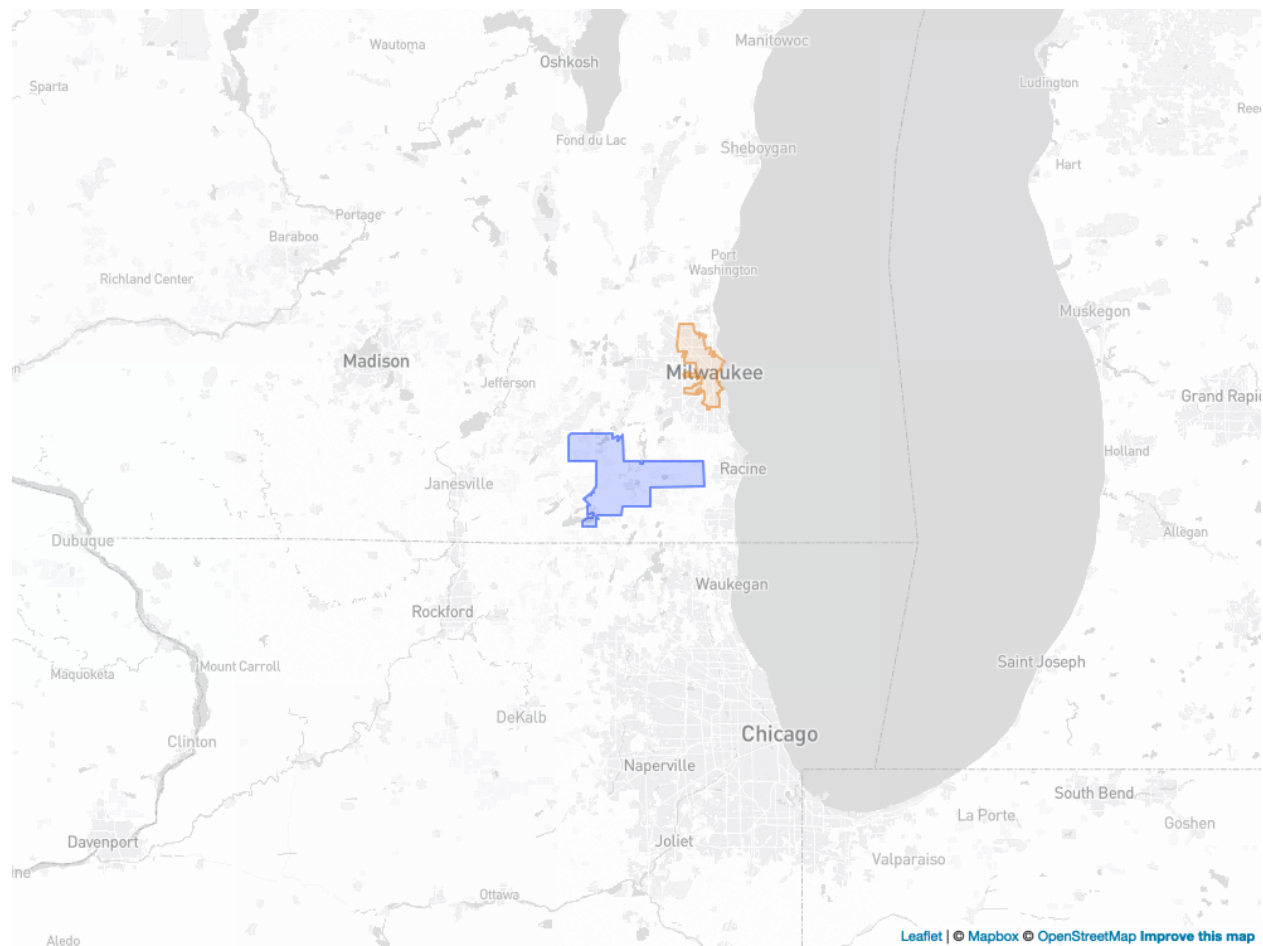 Manitowoc
Wautoma
Oshkosh
Ludington
Sparta
Ree
Fond du Lac
Sheboygan
Hart
Portage
Baraboo
Port
Washington
Richland Center
Muskegon
Madison
Milwaukee
Jefferson
Grand Rapi
Holland
Racine
Janesville
Allegan
Dubuque
Waukegan
Rockford
Saint Joseph
Mount Carroll
Maquoketa
DeKalb
Chicago
Clinton
Naperville
South Bend
La Porte
Goshen
Davenport
Joliet
Valparaiso
ine
Ottawa
Aledo
Leaflet | © Mapbox © OpenStreetMap Improve this map